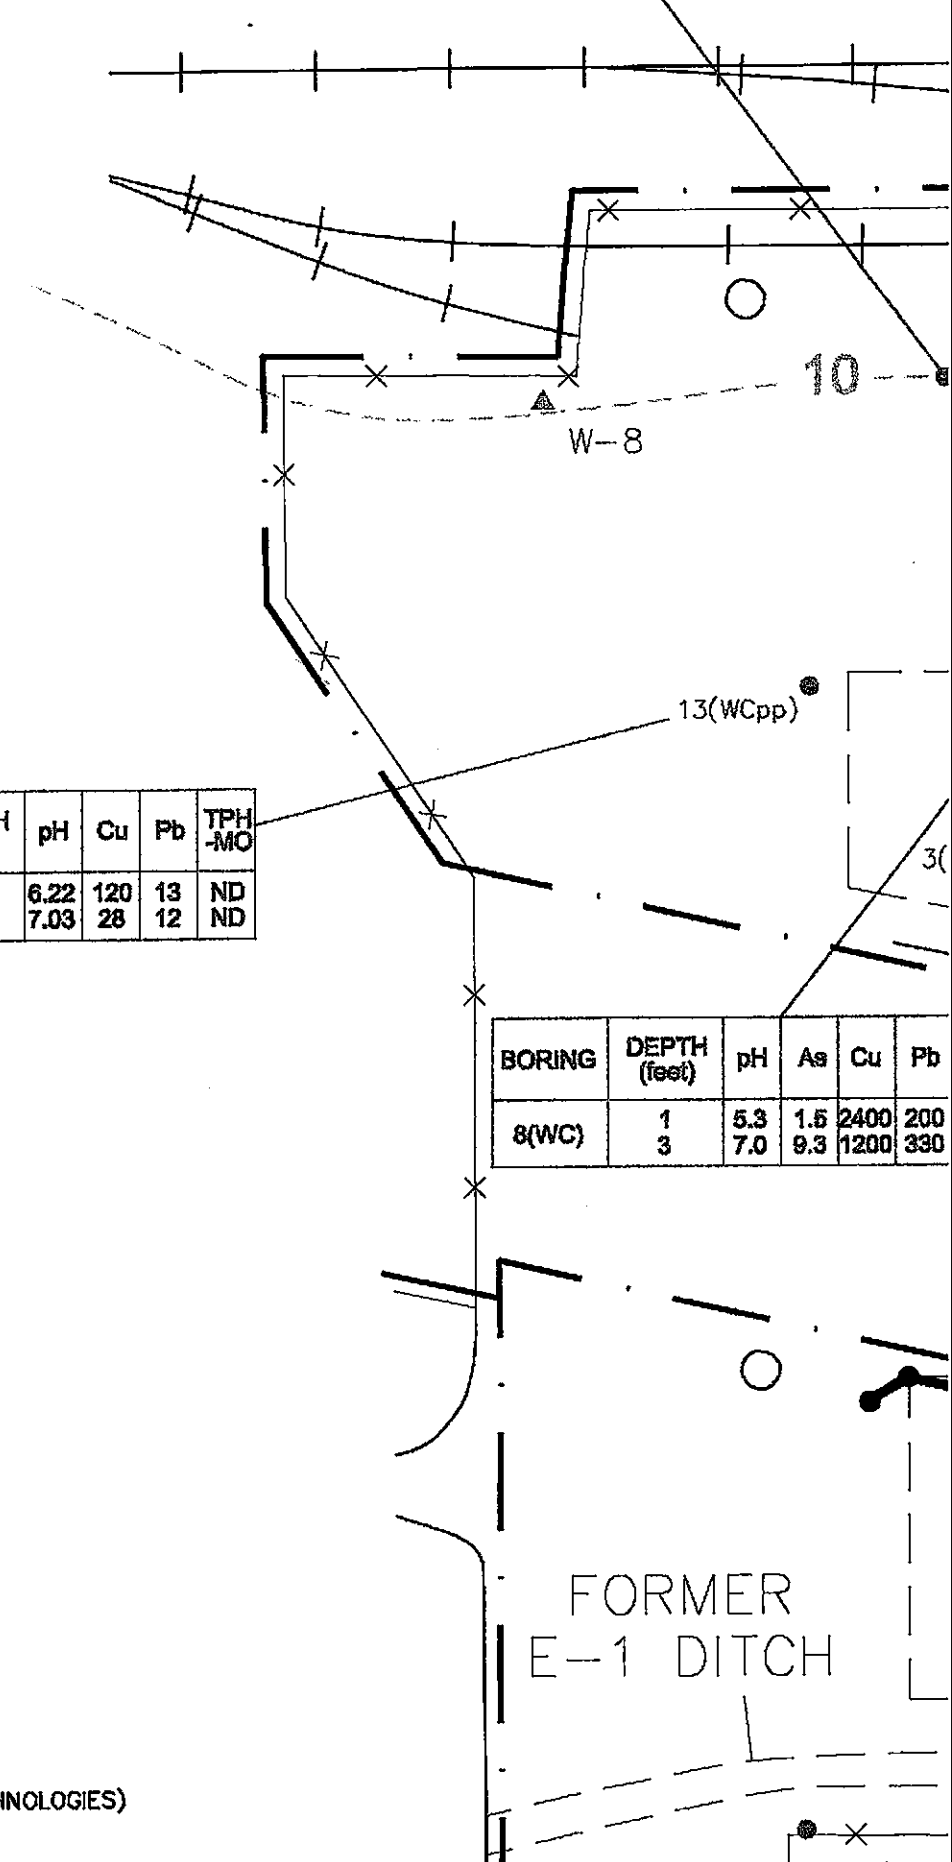 10
W-8
13(WCpp)
H pH Cu Pb TPH
-MO
6.22 120 13 ND
7.03 28 12 ND
3(
BORING DEPTH
(feet) pH As Cu Pb
8(WC) 1 5.3 1.5 2400 200
3 7.0 9.3 1200 330
FORMER
E-1 DITCH
HNOLOGIES)